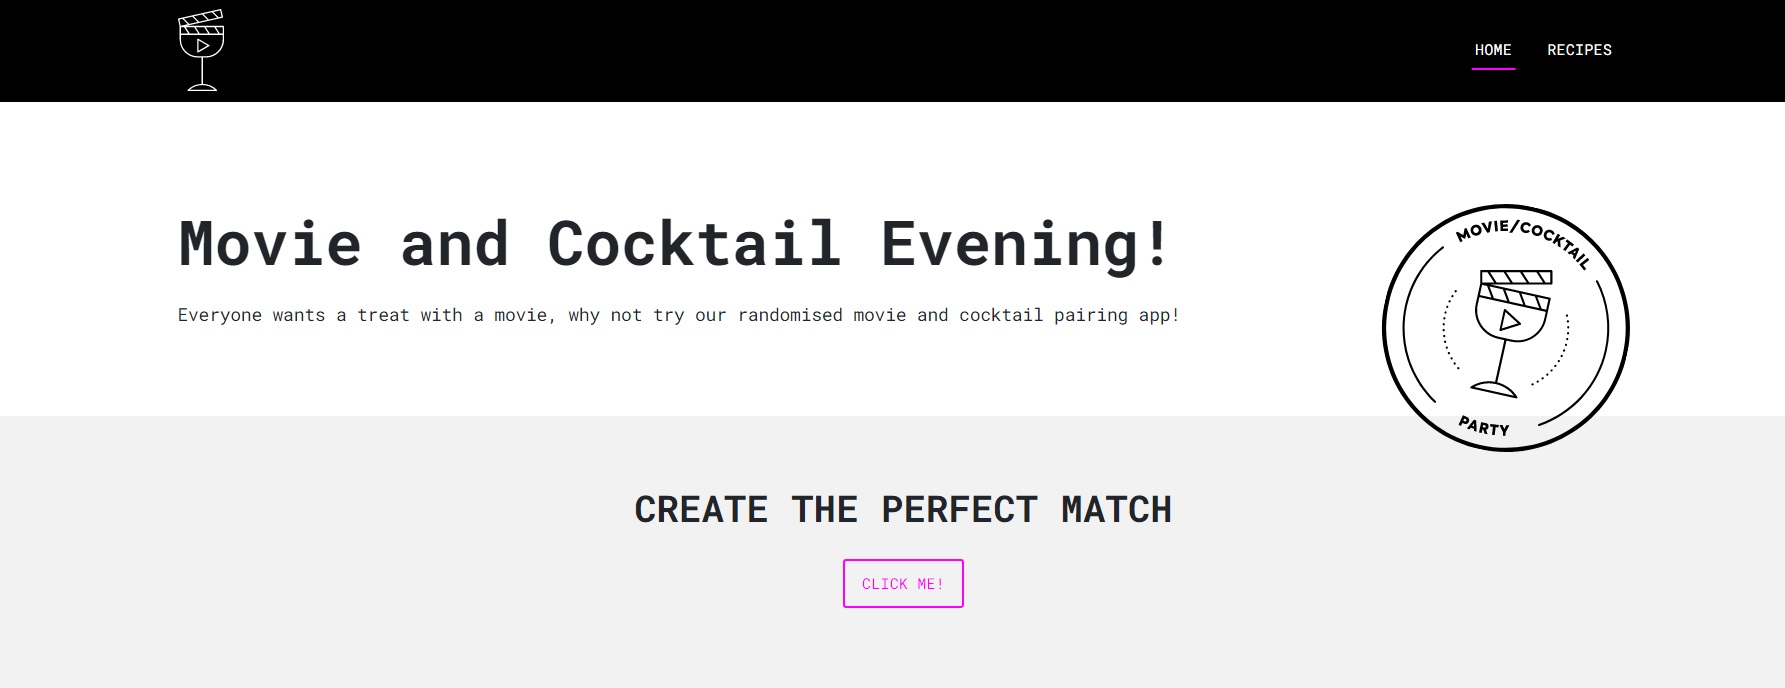 HOME
RECIPES
Movie and Cocktail Evening!
Everyone wants a treat with a movie, why not try our randomised movie and cocktail pairing app!
MOVIE/COCKTAIL
PARTY
CREATE THE PERFECT MATCH
CLICK ME!